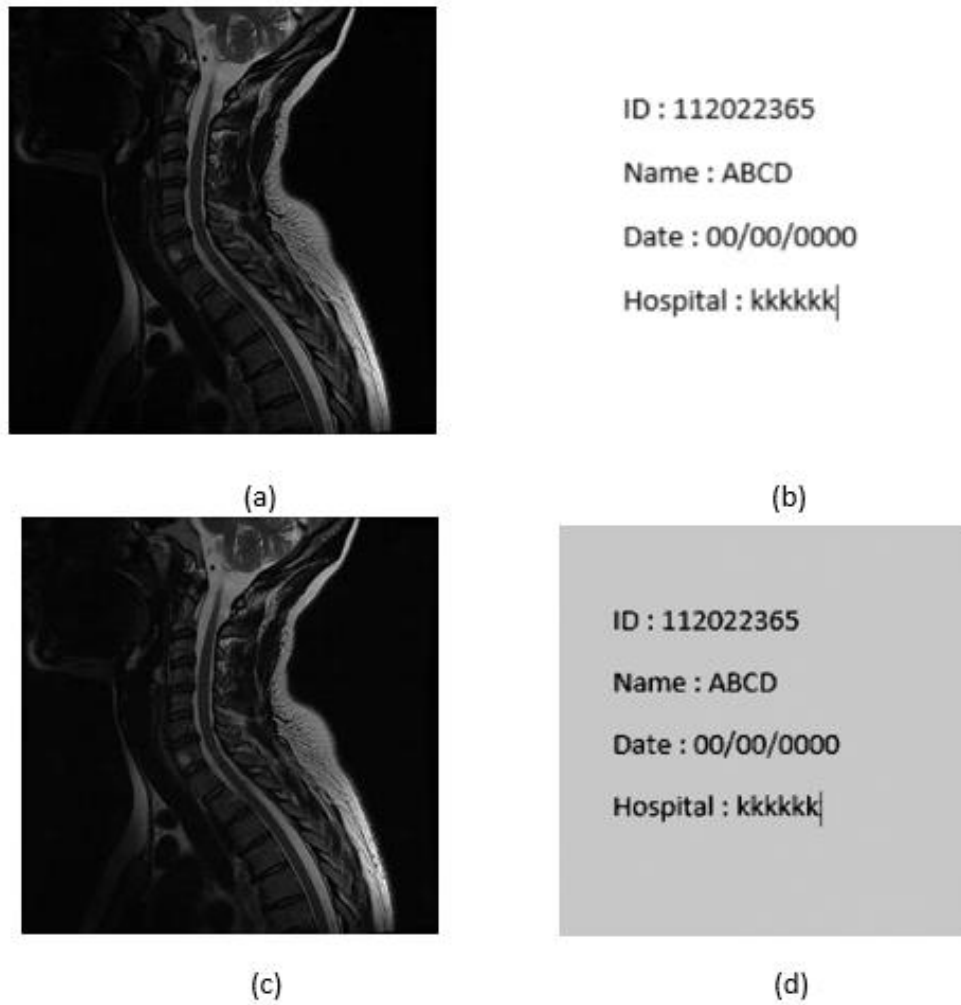 ID : 112022365
Name : ABCD
Date : 00/00/0000
Hospital : kkkkkk
(a)
(b)
ID : 112022365
Name : ABCD
Date : 00/00/0000
Hospital : kkkkkk
(c)
(d)